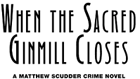 When the Sacred
Ginmill Closes
A MATTHEW SCUDDER CRIME NOVEL